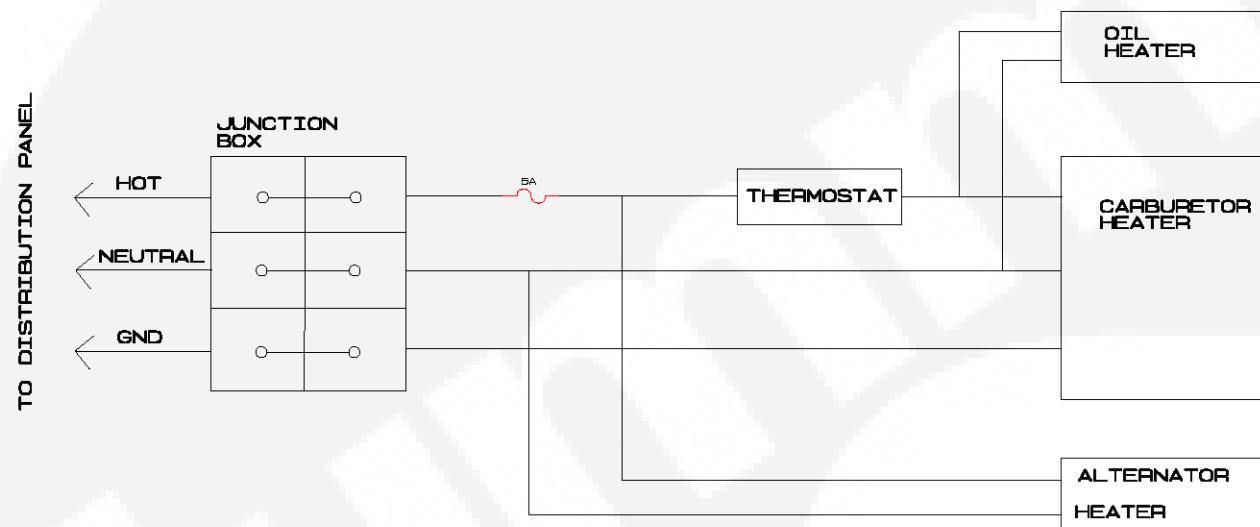 TO DISTRIBUTION PANEL
JUNCTION
BOX
HOT
NEUTRAL
GND
5A
THERMOSTAT
OIL
HEATER
CARBURETOR
HEATER
ALTERNATOR
HEATER